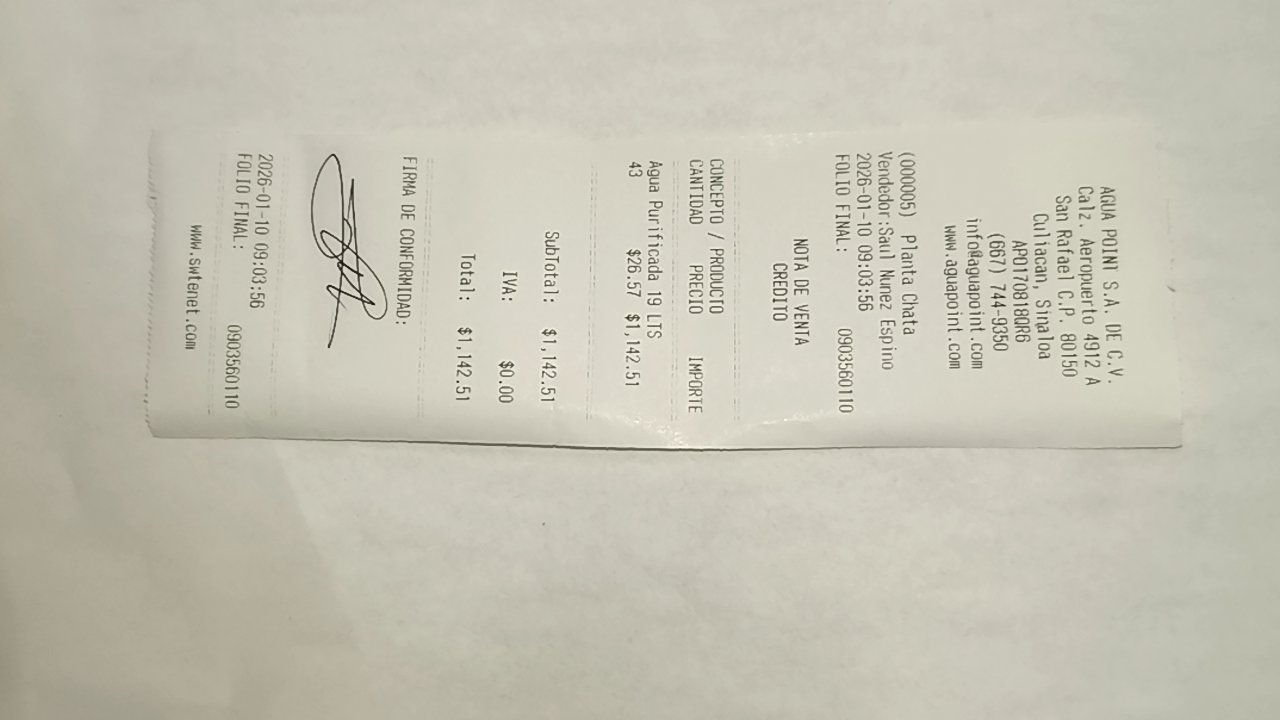 AGUA POINT S.A. DE C.V.
Calz. Aeropuerto 4912 A
San Rafael C.P. 80150
Culiacan, Sinaloa
APO170818QR6
(667) 744-9350
info@aguapoint.com
www.aguapoint.com
(000005) Planta Chata
Vendedor:Saul Nunez Espino
2026-01-10 09:03:56
FOLIO FINAL: 0903560110
NOTA DE VENTA
CREDITO
CONCEPTO / PRODUCTO
CANTIDAD PRECIO IMPORTE
Agua Purificada 19 LTS
43 $26.57 $1,142.51
SubTotal: $1,142.51
IVA: $0.00
Total: $1,142.51
FIRMA DE CONFORMIDAD:
2026-01-10 09:03:56
FOLIO FINAL: 0903560110
www.swtenet.com